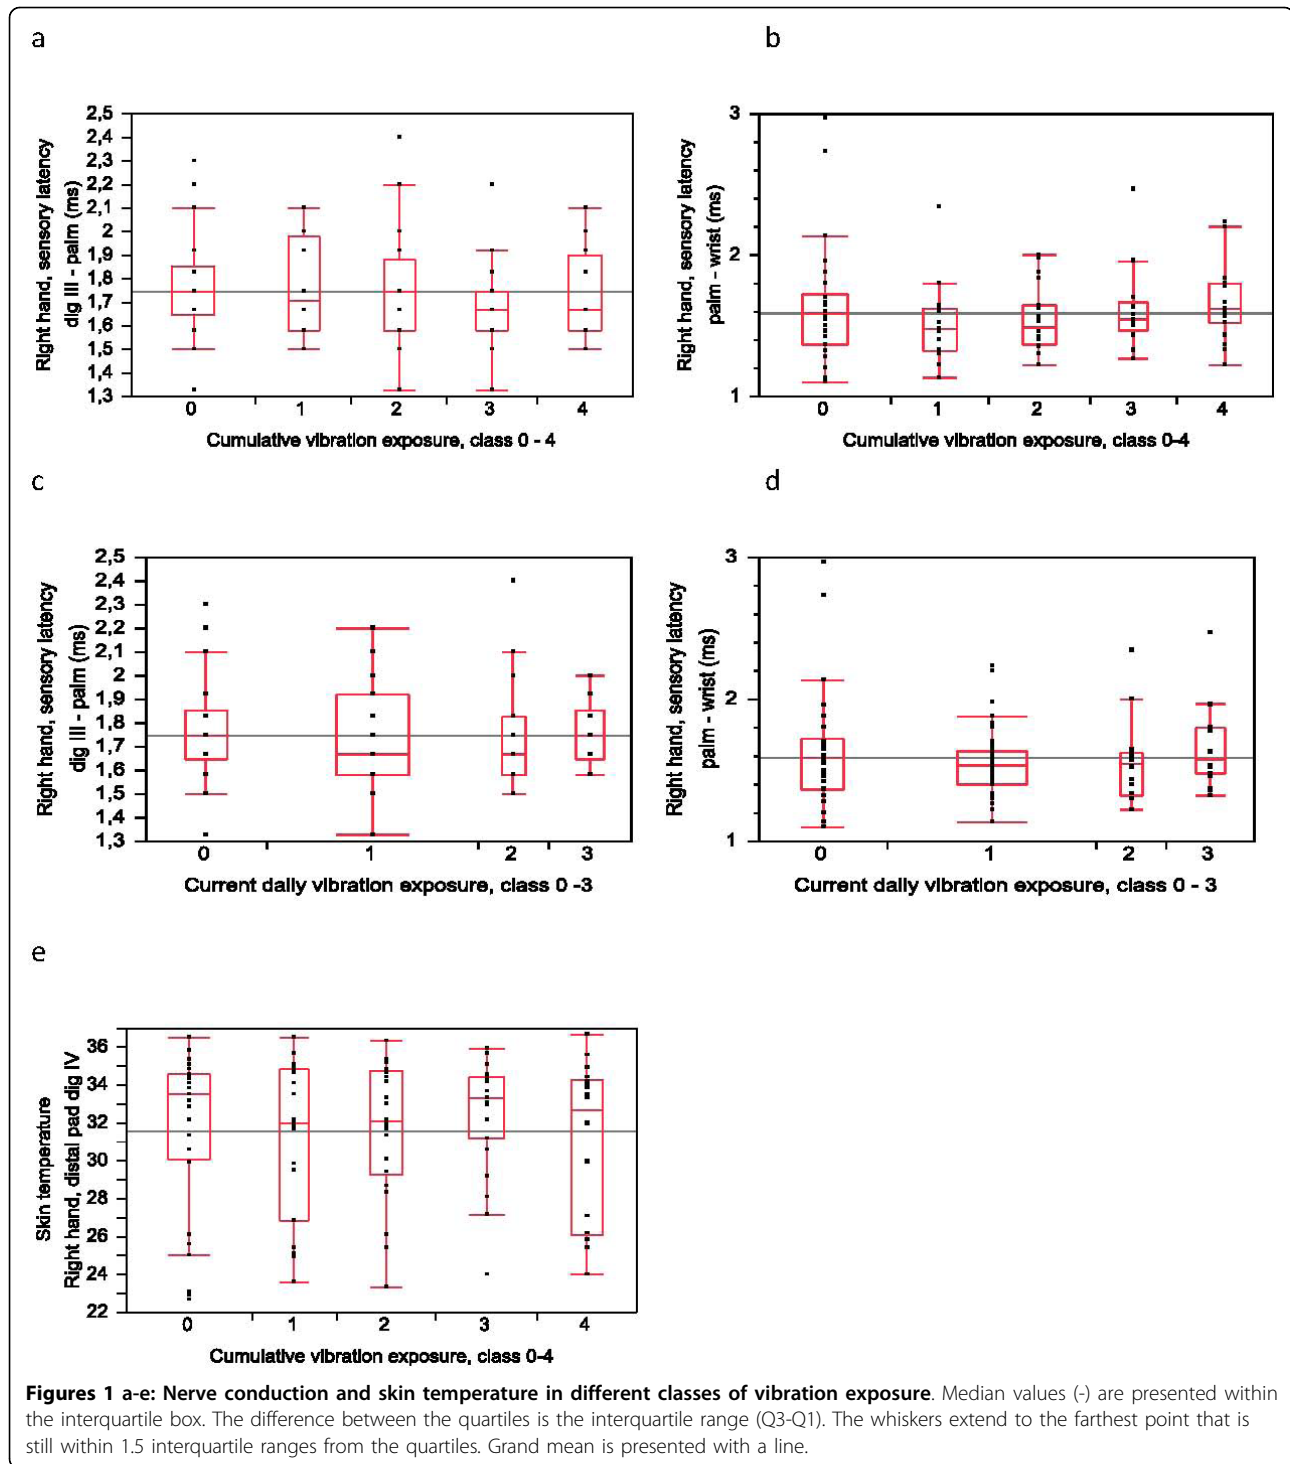 a
Right hand, sensory latency
dig III - palm (ms)
2,5
2,4
2,3
2,2
2,1
2
1,9
1,8
1,7
1,6
1,5
1,4
1,3
0 1 2 3 4
Cumulative vibration exposure, class 0 - 4
b
Right hand, sensory latency
palm - wrist (ms)
3
2
1
0 1 2 3 4
Cumulative vibration exposure, class 0-4
c
Right hand, sensory latency
dig III - palm (ms)
2,5
2,4
2,3
2,2
2,1
2
1,9
1,8
1,7
1,6
1,5
1,4
1,3
0 1 2 3
Current daily vibration exposure, class 0 -3
d
Right hand, sensory latency
palm - wrist (ms)
3
2
1
0 1 2 3
Current daily vibration exposure, class 0 - 3
e
Skin temperature
Right hand, distal pad dig IV
36
34
32
30
28
26
24
22
0 1 2 3 4
Cumulative vibration exposure, class 0-4
Figures 1 a-e: Nerve conduction and skin temperature in different classes of vibration exposure. Median values (-) are presented within
the interquartile box. The difference between the quartiles is the interquartile range (Q3-Q1). The whiskers extend to the farthest point that is
still within 1.5 interquartile ranges from the quartiles. Grand mean is presented with a line.